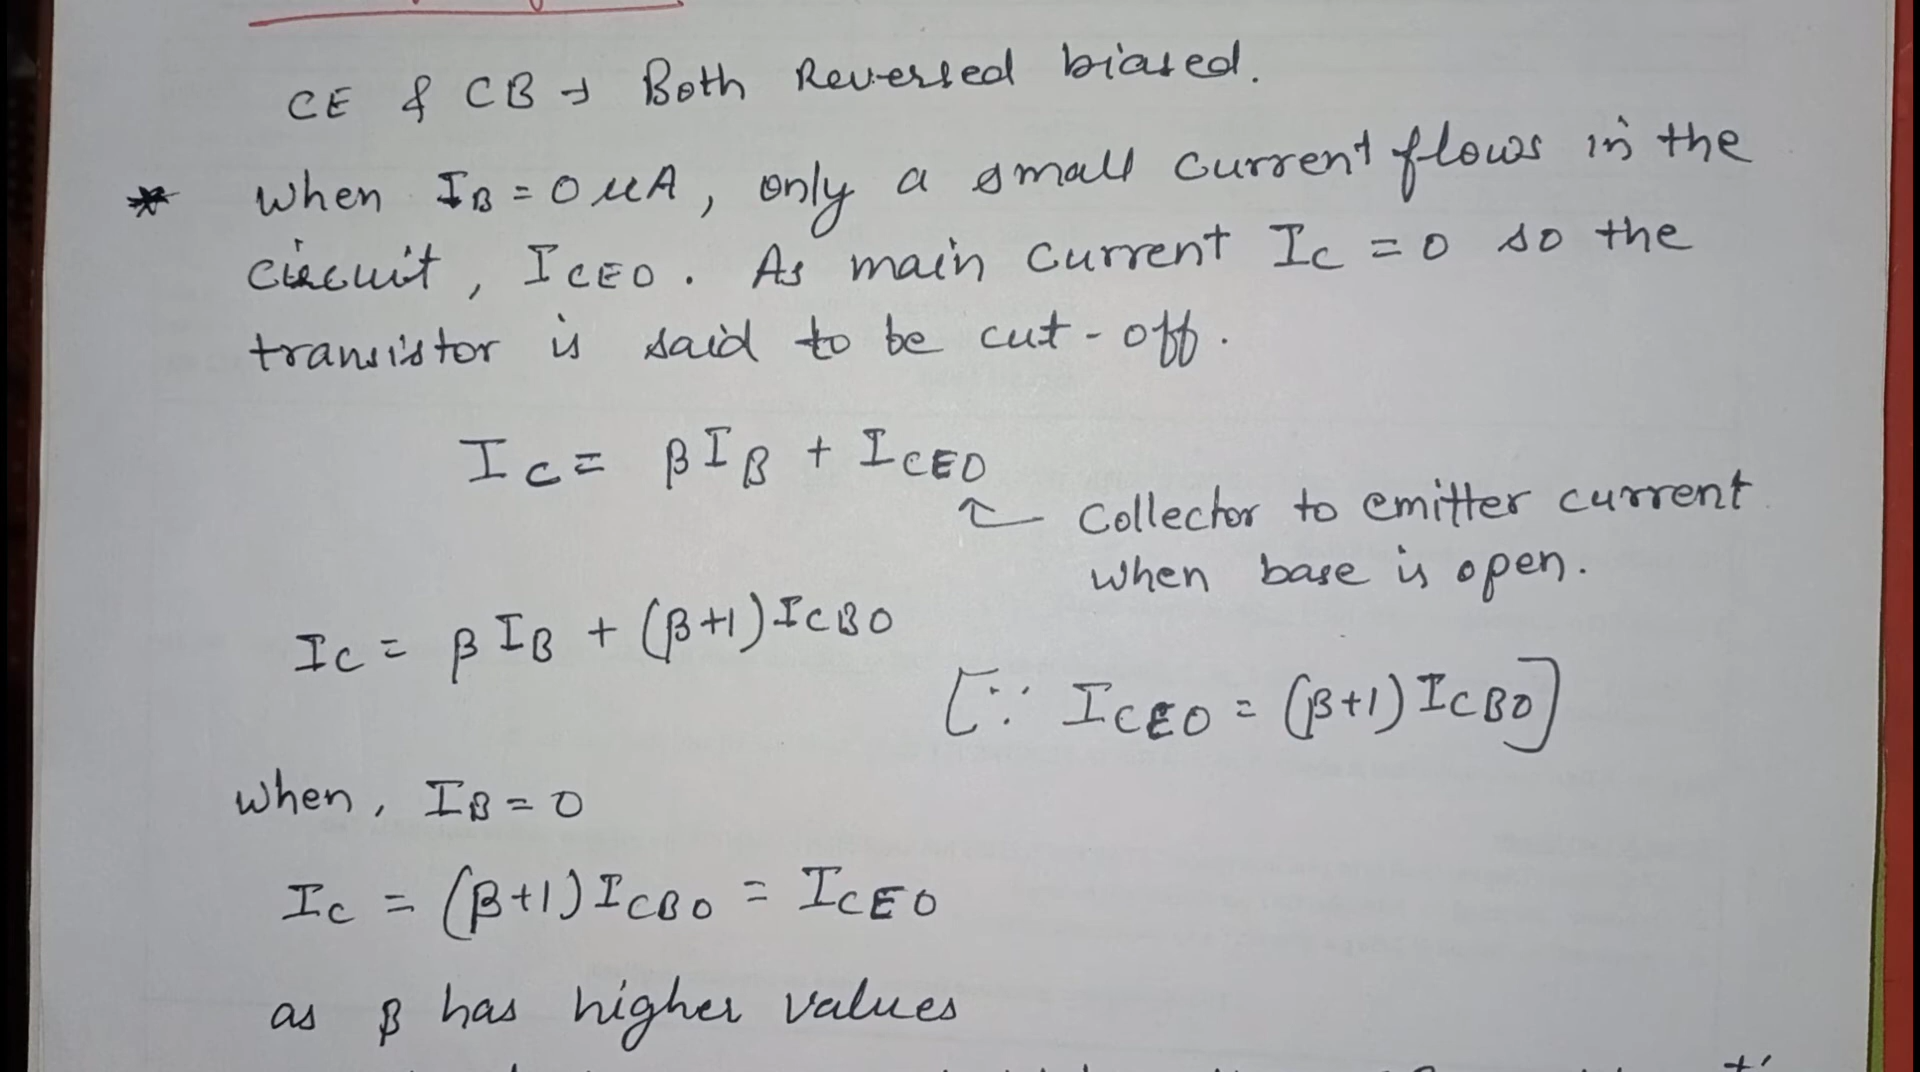 CE & CB → Both Reversed biased.
* When IB = 0 μA, only a small current flows in the
circuit, ICEO. As main current IC = 0 so the
transistor is said to be cut-off.
IC = βIB + ICEO
← Collector to emitter current
when base is open.
IC = βIB + (β+1)ICBO
[∵ ICEO = (β+1)ICBO]
when, IB = 0
IC = (β+1)ICBO = ICEO
as β has higher values